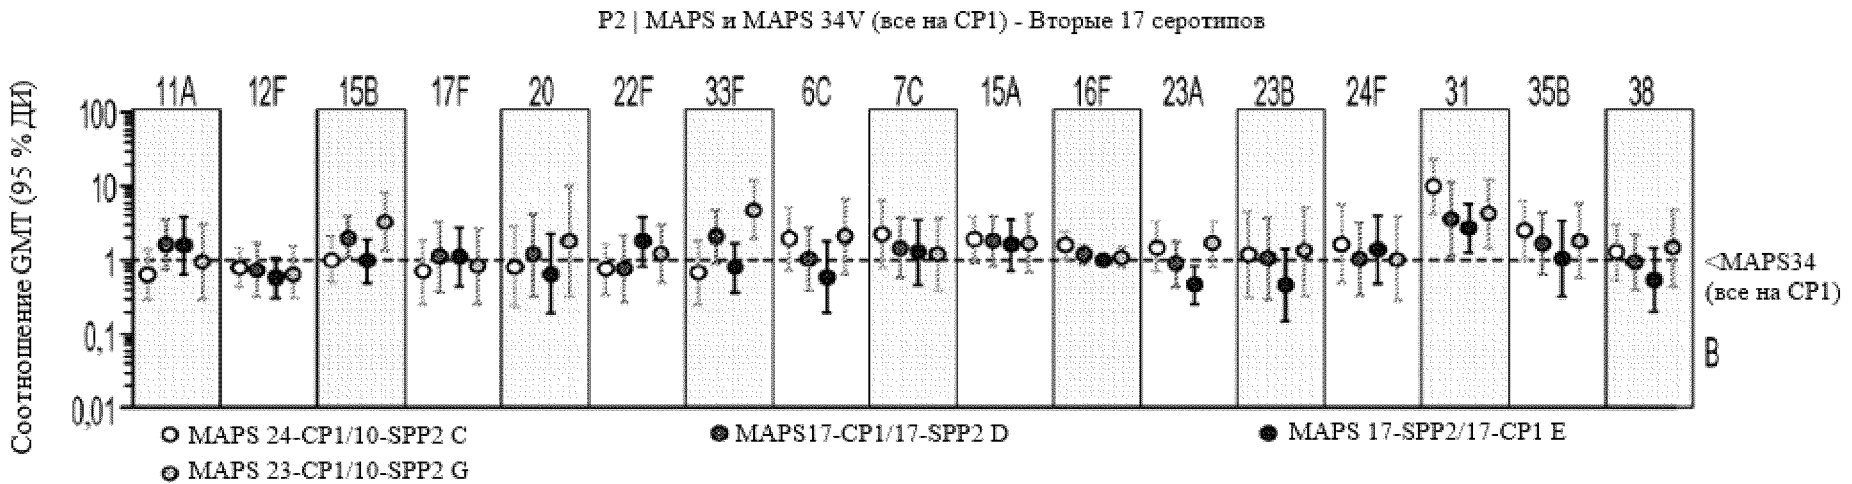 P2 | MAPS и MAPS 34V (все на CP1) - Вторые 17 серотипов
11A 12F 15B 17F 20 22F 33F 6C 7C 15A 16F 23A 23B 24F 31 35B 38
Соотношение GMT (95 % ДИ)
100
10
1
0,1
0,01
<MAPS34
(все на CP1)
B
MAPS 24-CP1/10-SPP2 C MAPS17-CP1/17-SPP2 D MAPS 17-SPP2/17-CP1 E
MAPS 23-CP1/10-SPP2 G